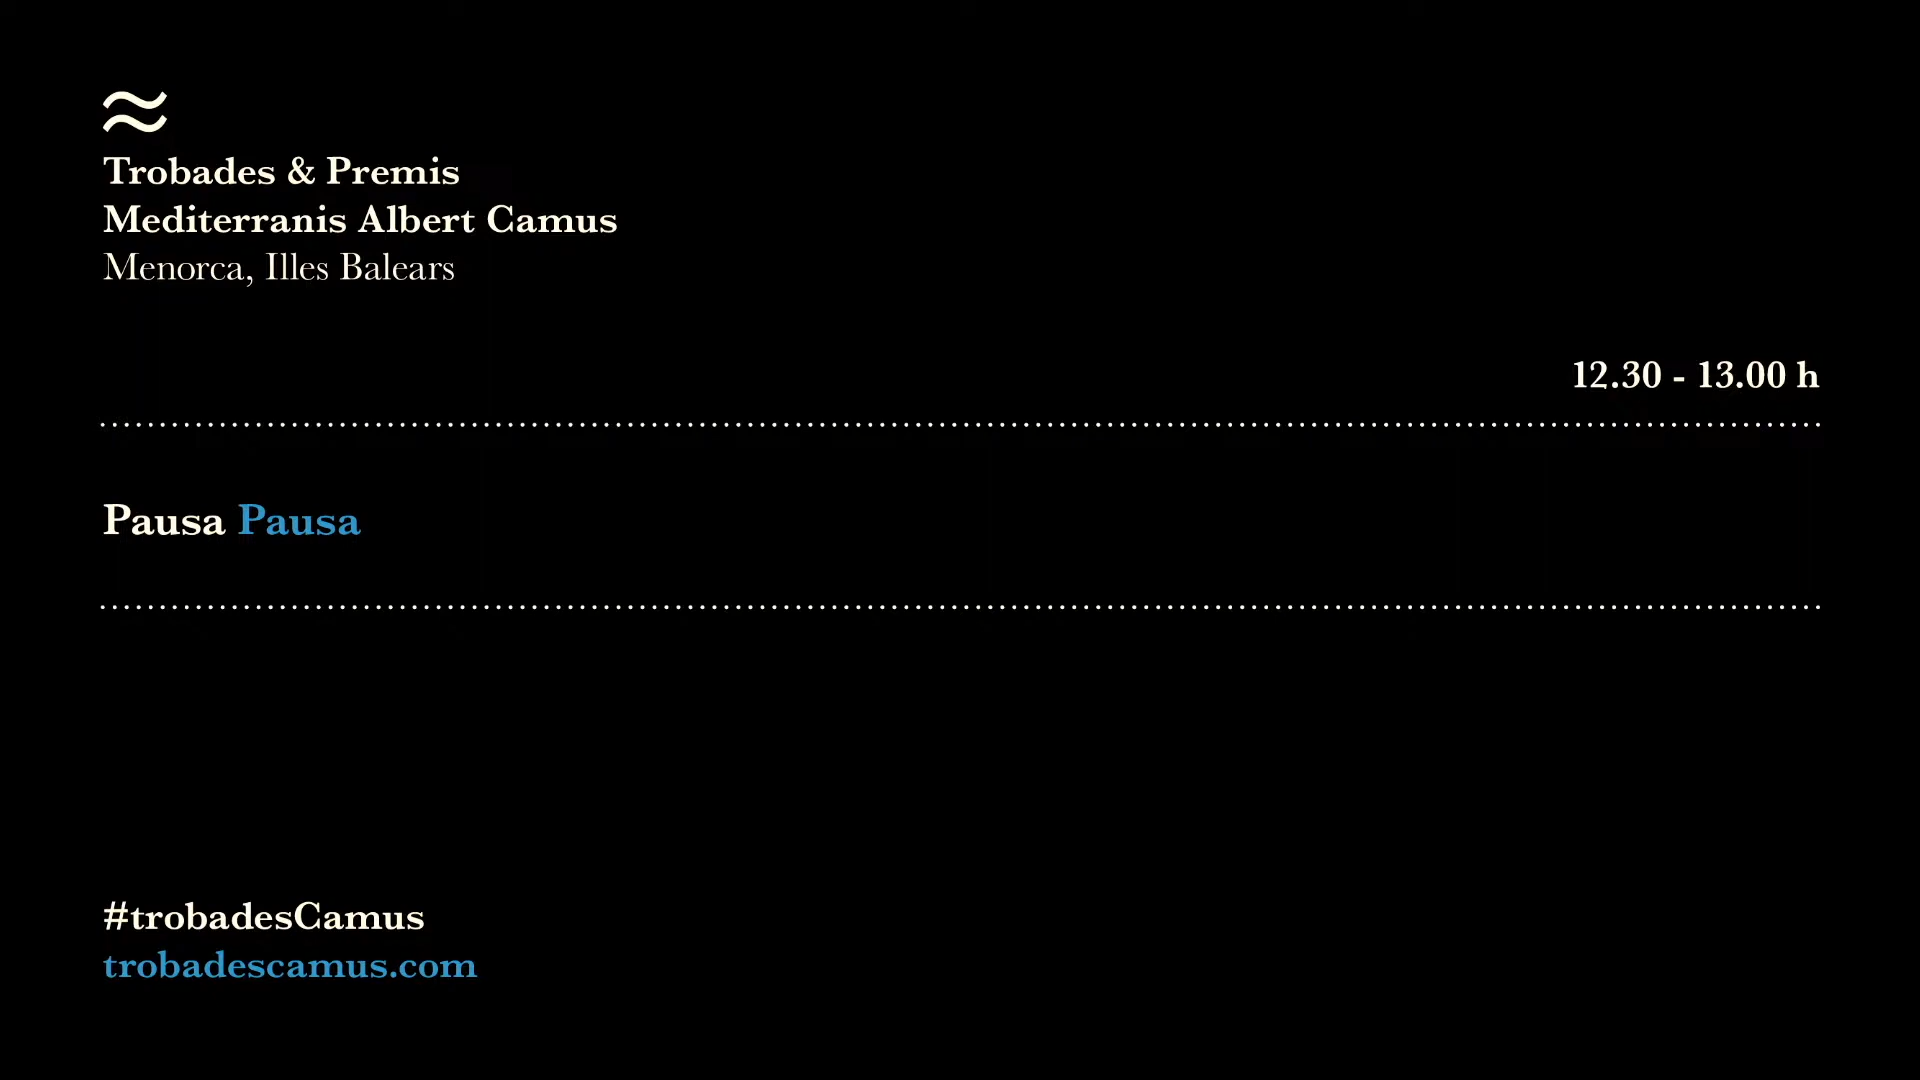 Trobades & Premis
Mediterranis Albert Camus
Menorca, Illes Balears
12.30 - 13.00 h
Pausa Pausa
#trobadesCamus
trobadescamus.com